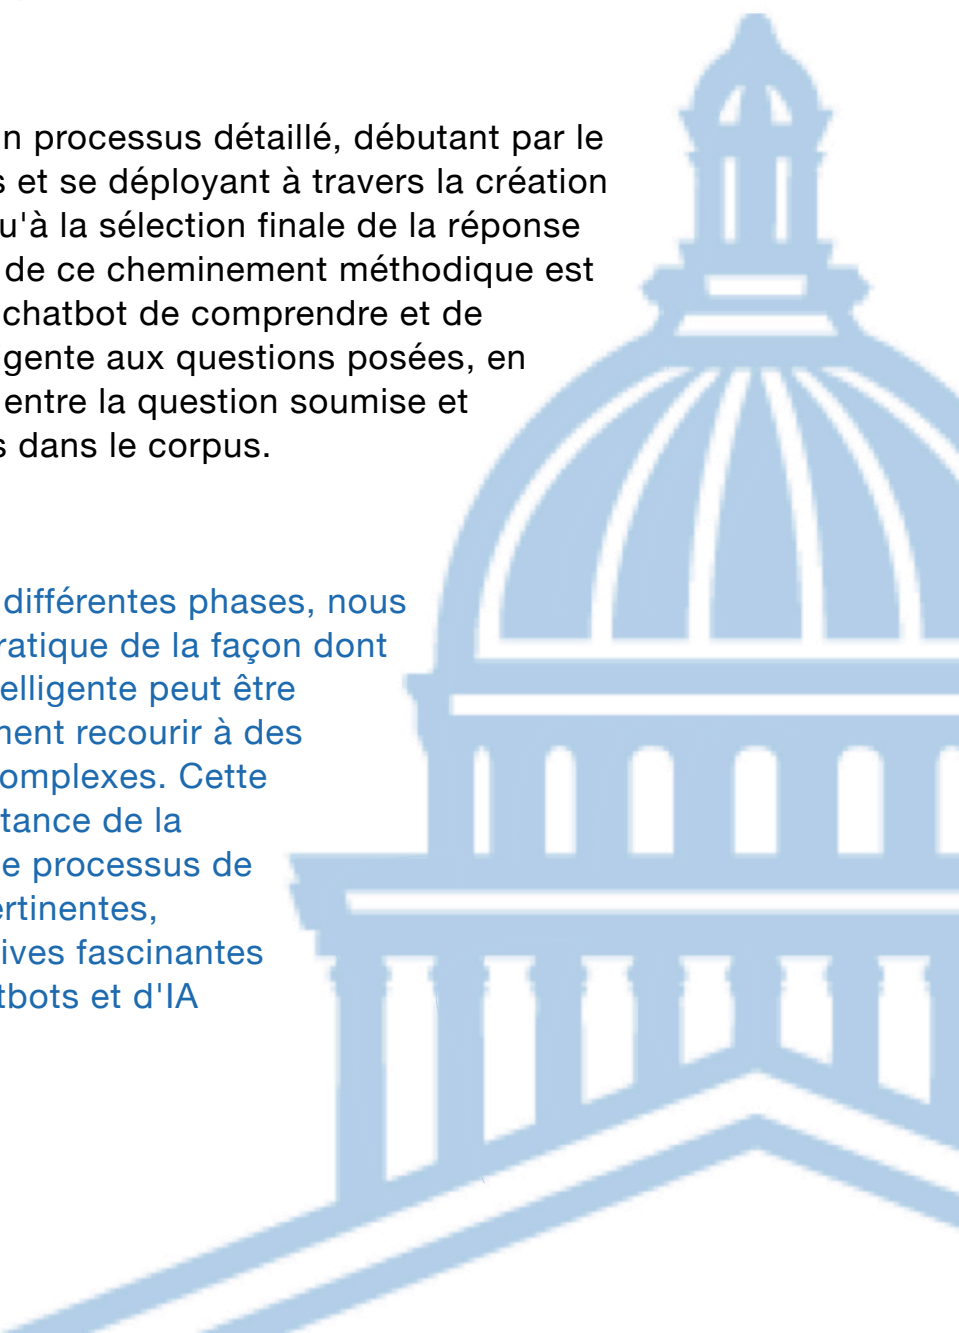 n processus détaillé, débutant par le
s et se déployant à travers la création
u'à la sélection finale de la réponse
de ce cheminement méthodique est
chatbot de comprendre et de
gente aux questions posées, en
entre la question soumise et
s dans le corpus.
différentes phases, nous
ratique de la façon dont
elligente peut être
ment recourir à des
omplexes. Cette
tance de la
e processus de
ertinentes,
ives fascinantes
tbots et d'IA